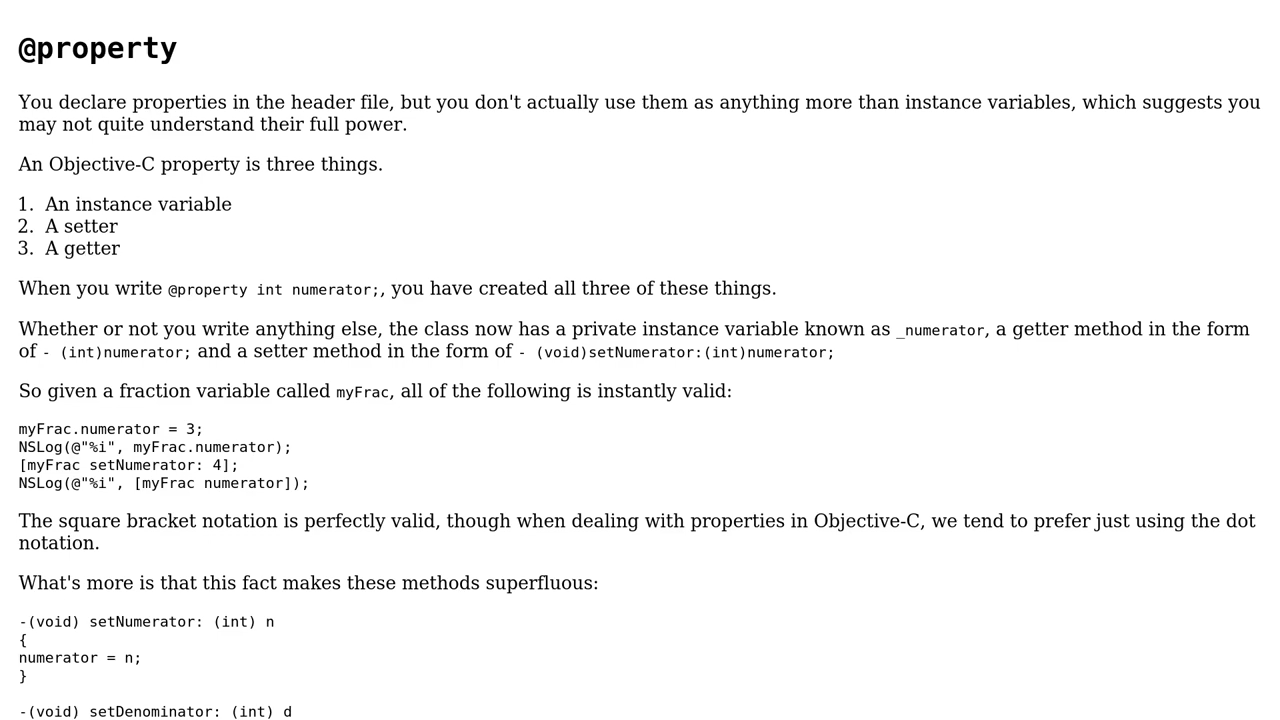 @property
You declare properties in the header file, but you don't actually use them as anything more than instance variables, which suggests you
may not quite understand their full power.
An Objective-C property is three things.
1. An instance variable
2. A setter
3. A getter
When you write @property int numerator;, you have created all three of these things.
Whether or not you write anything else, the class now has a private instance variable known as _numerator, a getter method in the form
of - (int)numerator; and a setter method in the form of - (void)setNumerator:(int)numerator;
So given a fraction variable called myFrac, all of the following is instantly valid:
myFrac.numerator = 3;
NSLog(@"%i", myFrac.numerator);
[myFrac setNumerator: 4];
NSLog(@"%i", [myFrac numerator]);
The square bracket notation is perfectly valid, though when dealing with properties in Objective-C, we tend to prefer just using the dot
notation.
What's more is that this fact makes these methods superfluous:
-(void) setNumerator: (int) n
{
numerator = n;
}
-(void) setDenominator: (int) d